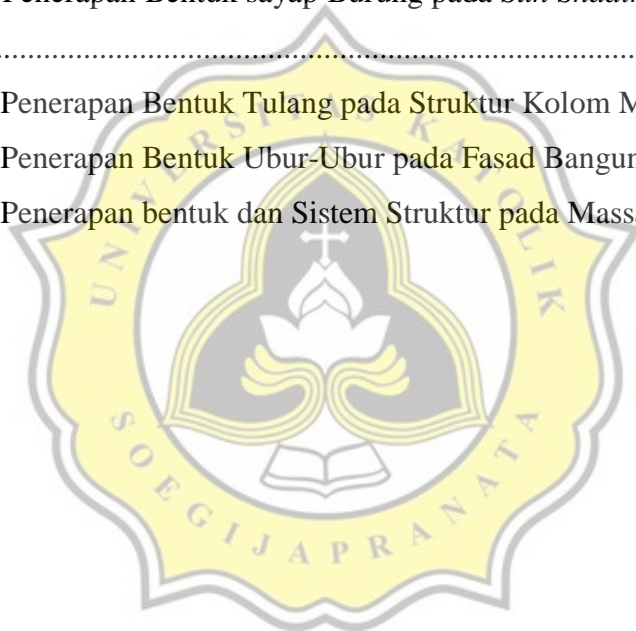 Penerapan Bentuk sayap Burung pada Sun
................................................................................
Penerapan Bentuk Tulang pada Struktur Kolom M
Penerapan Bentuk Ubur-Ubur pada Fasad Bangun
Penerapan bentuk dan Sistem Struktur pada Mass
UNIVERSITAS KATOLIK
SOEGIJAPRANATA